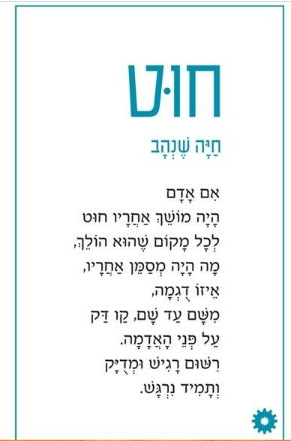 חוּט
חַיָּה שֶׁנְהָב
אִם אָדָם
הָיָה מוֹשֵׁךְ אַחֲרָיו חוּט
לְכָל מָקוֹם שֶׁהוּא הוֹלֵךְ,
מָה הָיָה מְסַמֵּן אַחֲרָיו,
אֵיזוֹ דֻּגְמָה,
מִשָּׁם עַד שָׁם, קַו דַּק
עַל פְּנֵי הָאֲדָמָה.
רִשּׁוּם רָגִישׁ וּמְדֻיָּק
וְתָמִיד נִרְגָּשׁ.